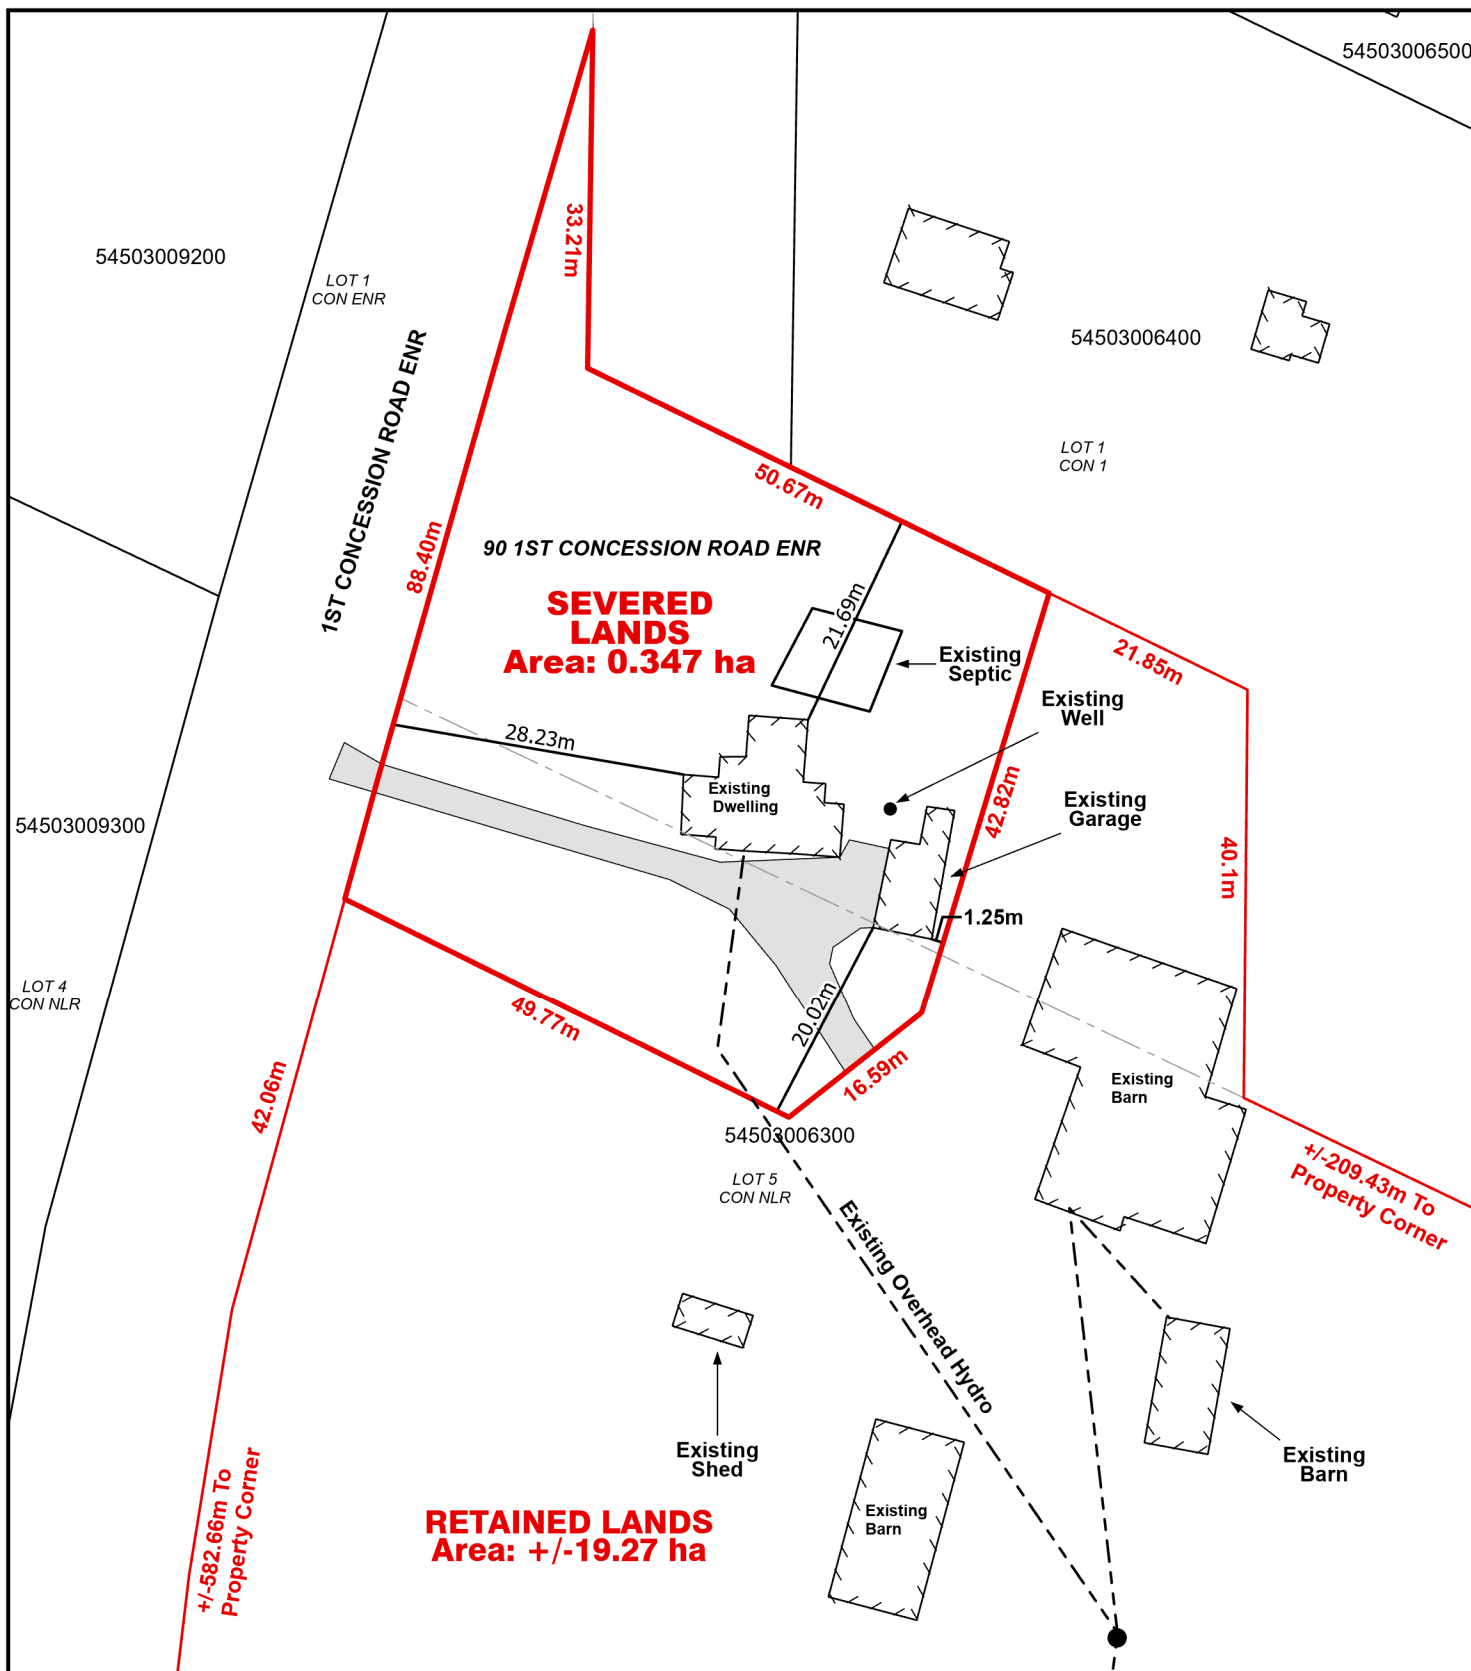 54503006500
33.21m
54503009200
LOT 1
CON ENR
54503006400
1ST CONCESSION ROAD ENR
LOT 1
CON 1
50.67m
88.40m
90 1ST CONCESSION ROAD ENR
SEVERED
LANDS
Area: 0.347 ha
21.69m
Existing
Septic
21.85m
Existing
Well
28.23m
Existing
Dwelling
42.82m
Existing
Garage
54503009300
40.1m
1.25m
LOT 4
CON NLR
49.77m
20.02m
16.59m
Existing
Barn
42.06m
54503006300
LOT 5
CON NLR
+/-209.43m To
Property Corner
Existing Overhead Hydro
Existing
Shed
Existing
Barn
+/-582.66m To
Property Corner
Existing
Barn
RETAINED LANDS
Area: +/-19.27 ha